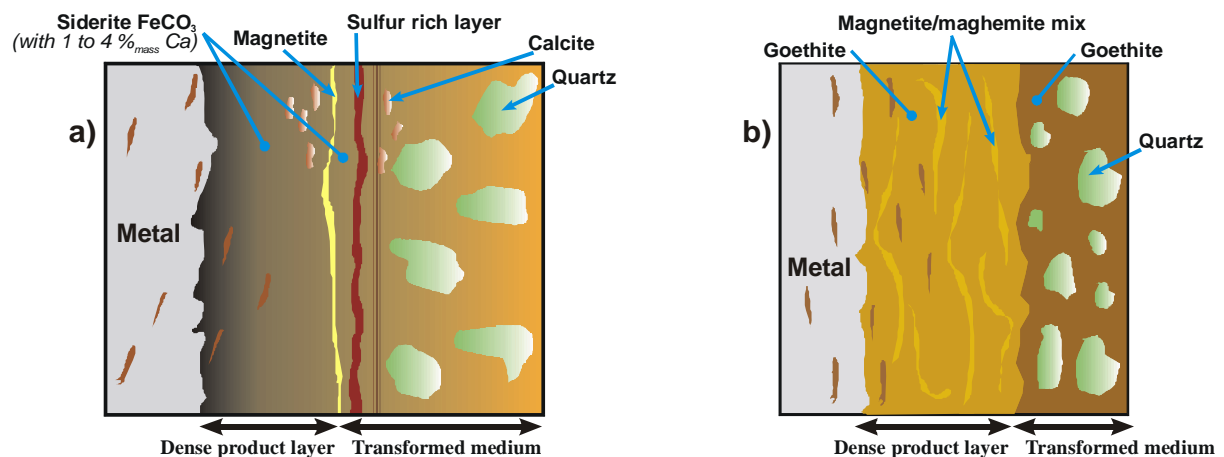 Siderite FeCO3
(with 1 to 4 %mass Ca)
Sulfur rich layer
Magnetite
Calcite
Quartz
a)
Metal
Dense product layer
Transformed medium
Magnetite/maghemite mix
Goethite
Goethite
b)
Quartz
Metal
Dense product layer
Transformed medium